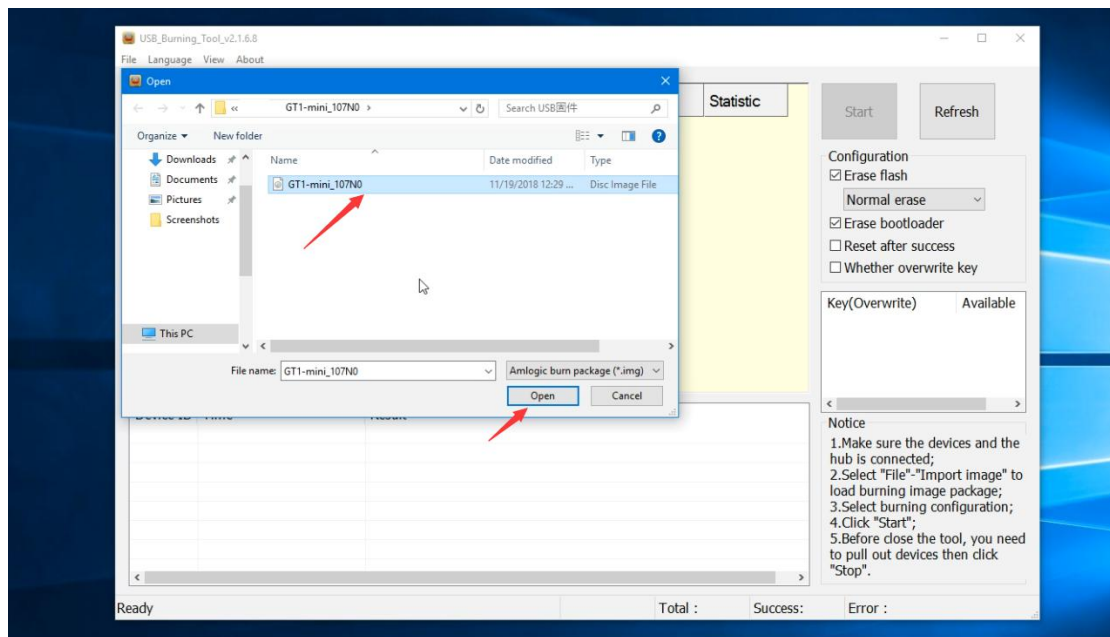 USB_Burning_Tool_v2.1.6.8
File Language View About
Open
« GT1-mini_107N0 >
Search USB固件
Organize
New folder
Downloads
Documents
Pictures
Screenshots
This PC
Name Date modified Type
GT1-mini_107N0 11/19/2018 12:29 ... Disc Image File
File name: GT1-mini_107N0
Amlogic burn package (*.img)
Open Cancel
Statistic
Start Refresh
Configuration
Erase flash
Normal erase
Erase bootloader
Reset after success
Whether overwrite key
Key(Overwrite) Available
Notice
1.Make sure the devices and the
hub is connected;
2.Select "File"-"Import image" to
load burning image package;
3.Select burning configuration;
4.Click "Start";
5.Before close the tool, you need
to pull out devices then click
"Stop".
Ready Total : Success: Error :